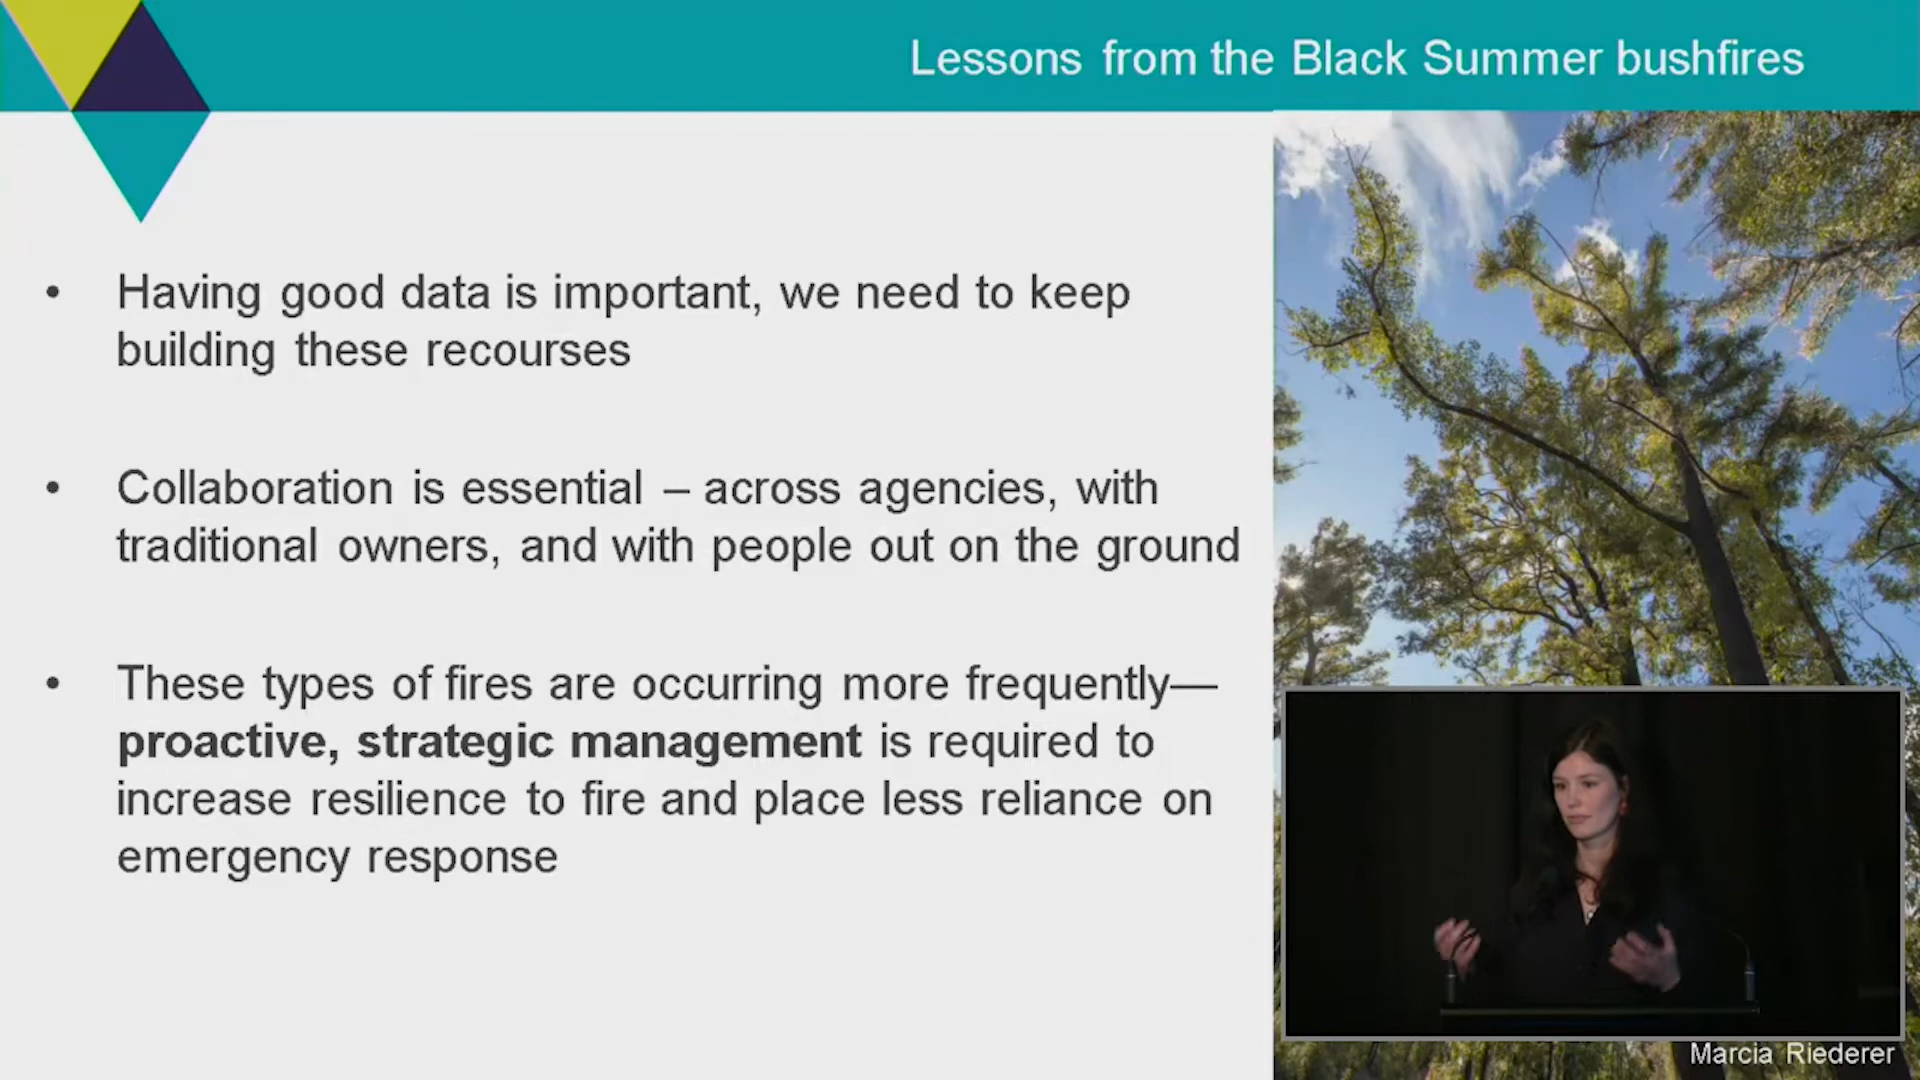 Lessons from the Black Summer bushfires
• Having good data is important, we need to keep
building these recourses
• Collaboration is essential – across agencies, with
traditional owners, and with people out on the ground
• These types of fires are occurring more frequently—
proactive, strategic management is required to
increase resilience to fire and place less reliance on
emergency response
Marcia Riederer